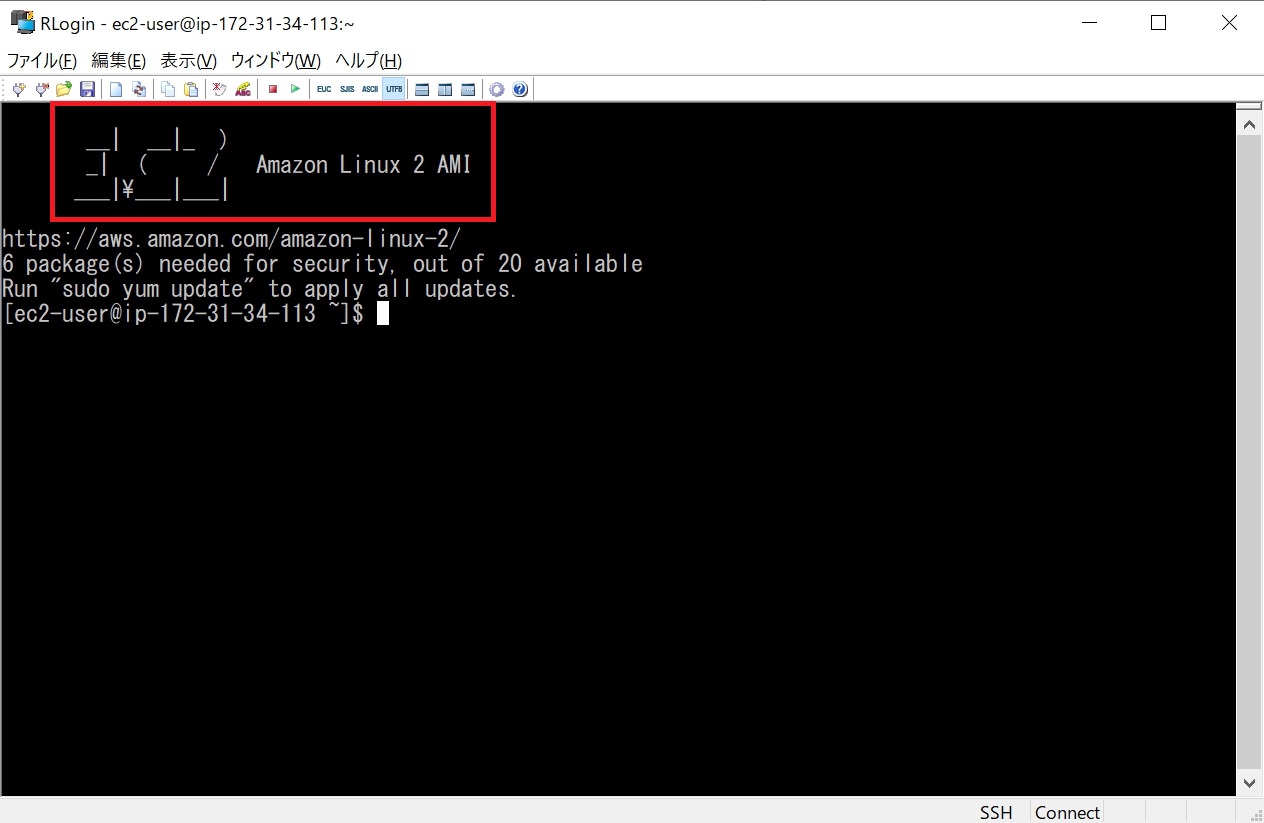 RLogin - ec2-user@ip-172-31-34-113:~
ファイル(F) 編集(E) 表示(V) ウィンドウ(W) ヘルプ(H)
EUC SJIS ASCII UTF8
__|  __|_  )
_|  (     /   Amazon Linux 2 AMI
___|¥___|___|
https://aws.amazon.com/amazon-linux-2/
6 package(s) needed for security, out of 20 available
Run "sudo yum update" to apply all updates.
[ec2-user@ip-172-31-34-113 ~]$
SSH Connect